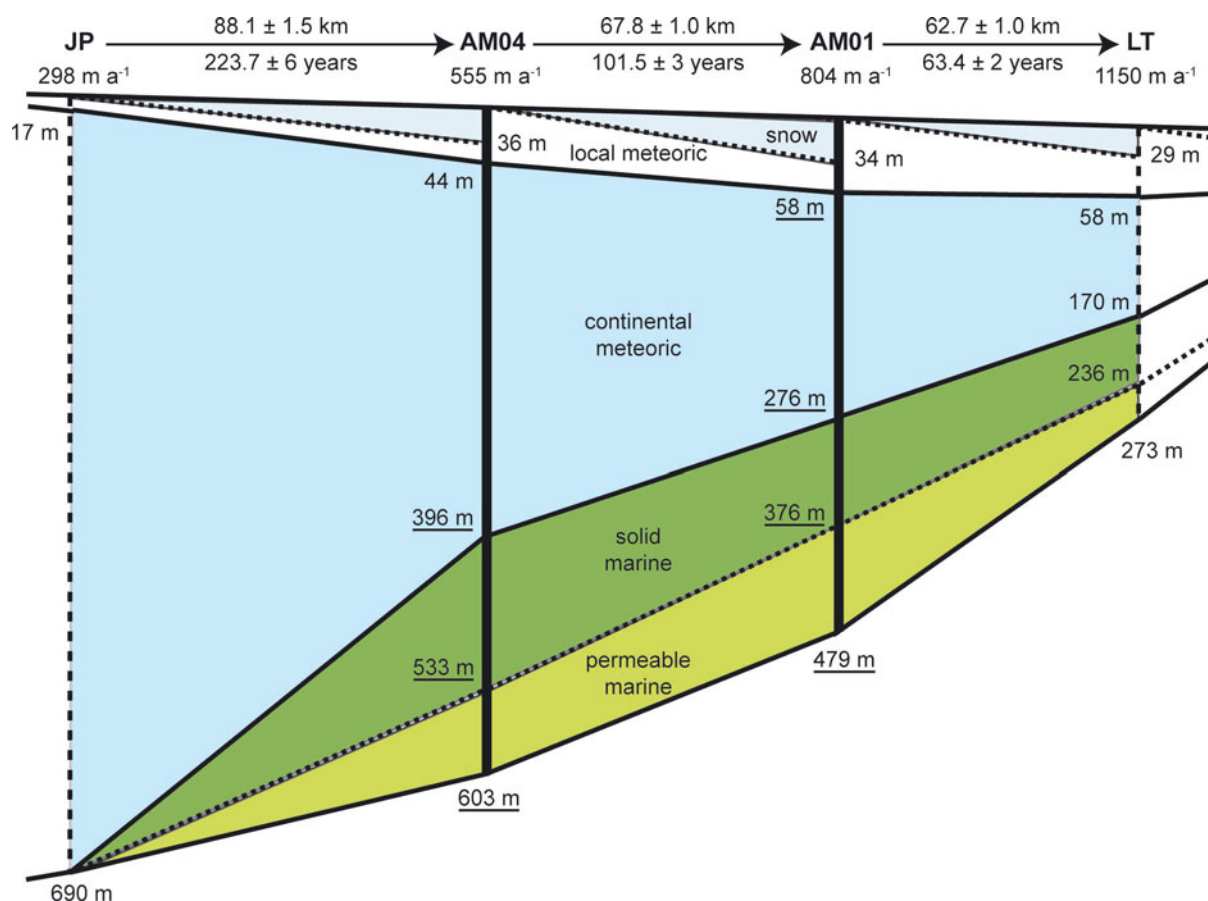 88.1 ± 1.5 km
67.8 ± 1.0 km
62.7 ± 1.0 km
JP
AM04
AM01
LT
223.7 ± 6 years
101.5 ± 3 years
63.4 ± 2 years
298 m a⁻¹
555 m a⁻¹
804 m a⁻¹
1150 m a⁻¹
17 m
36 m
local meteoric
snow
34 m
29 m
44 m
58 m
58 m
continental
meteoric
170 m
236 m
276 m
273 m
396 m
376 m
solid
marine
533 m
permeable
marine
479 m
603 m
690 m